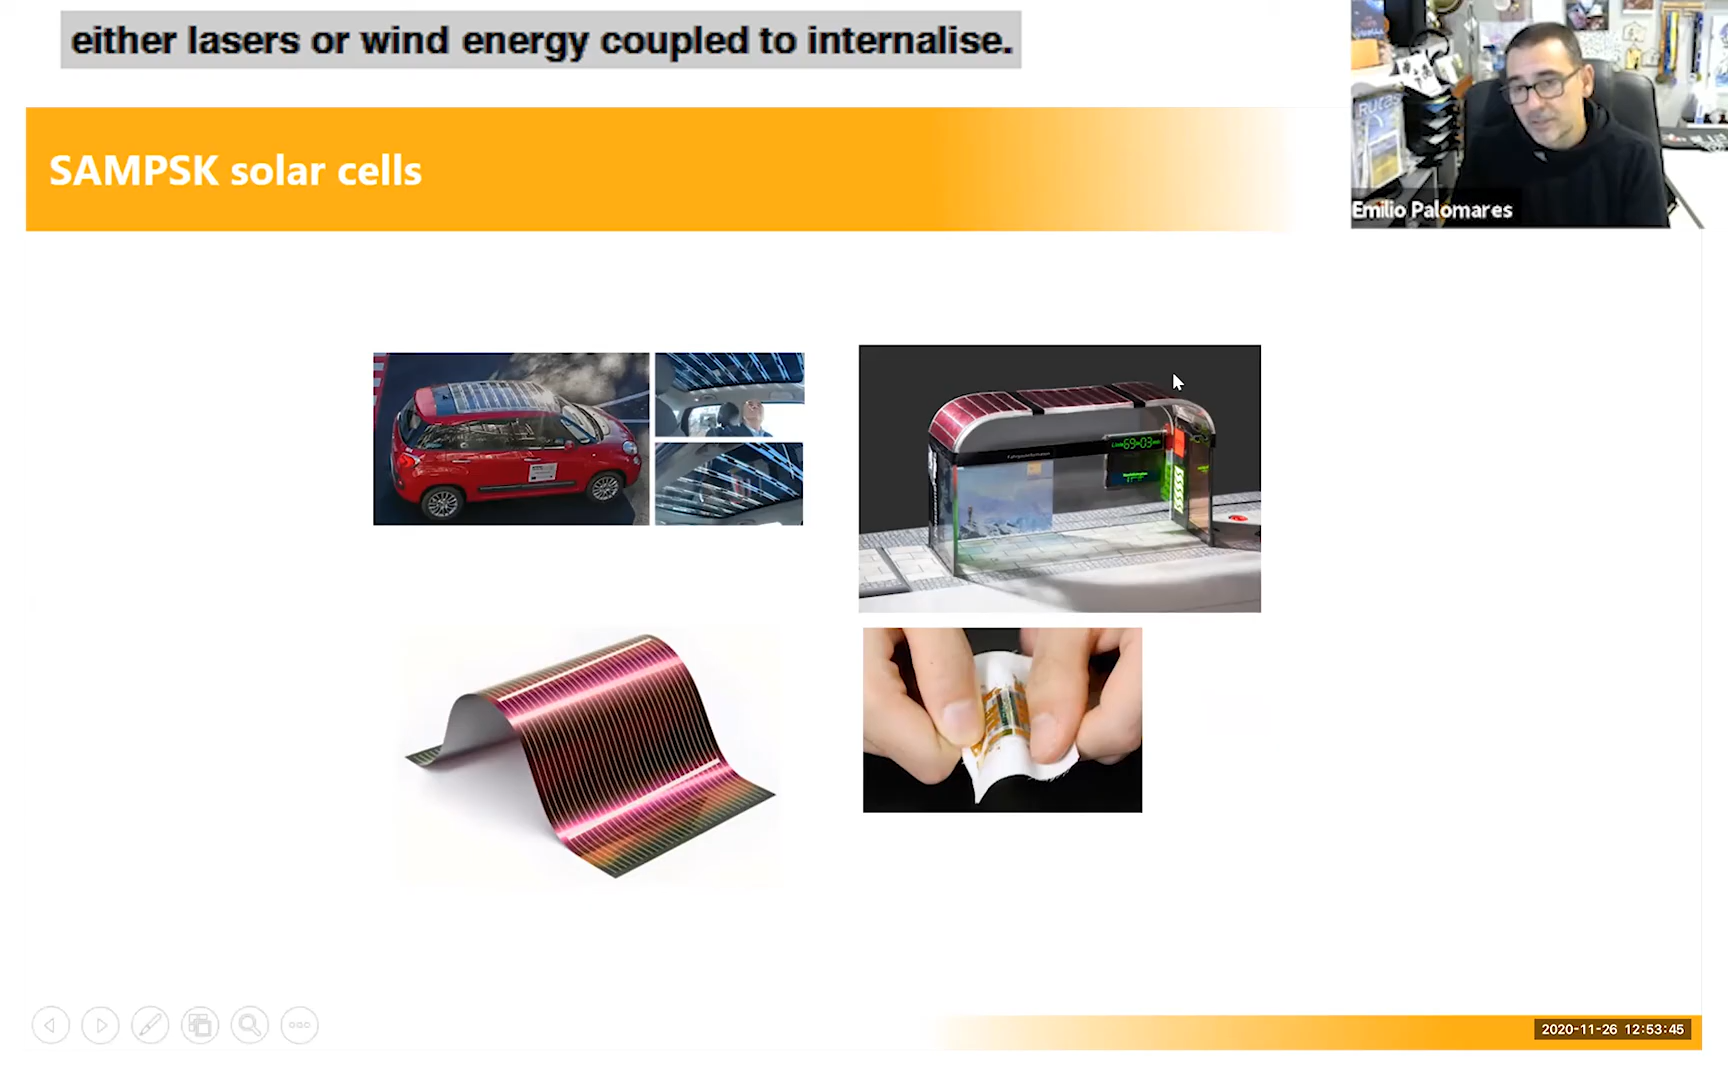 either lasers or wind energy coupled to internalise.
SAMPSK solar cells
RUTAS
Emilio Palomares
2020-11-26 12:53:45